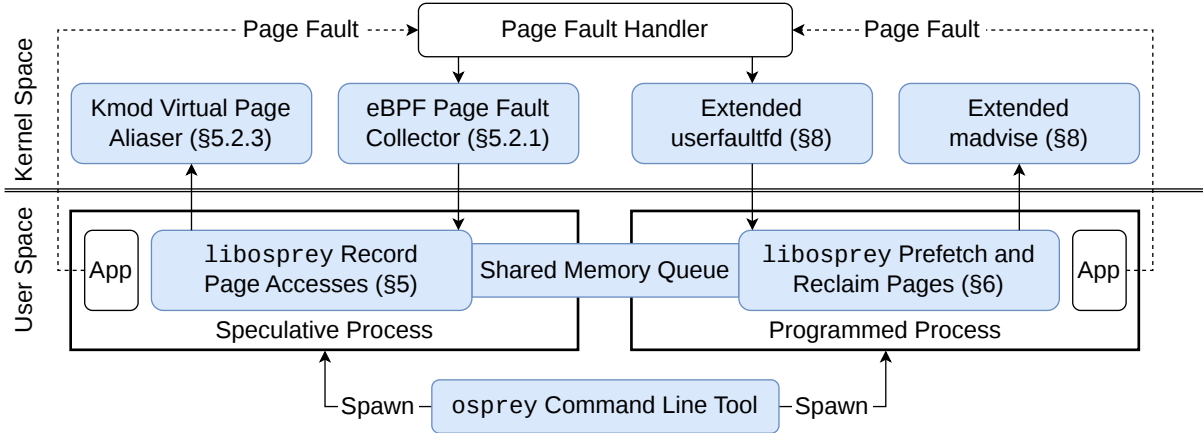 Kernel Space
Page Fault
Page Fault Handler
Page Fault
Kmod Virtual Page
Aliaser (§5.2.3)
eBPF Page Fault
Collector (§5.2.1)
Extended
userfaultfd (§8)
Extended
madvise (§8)
User Space
App
libosprey Record
Page Accesses (§5)
Shared Memory Queue
libosprey Prefetch and
Reclaim Pages (§6)
App
Speculative Process
Programmed Process
Spawn
osprey Command Line Tool
Spawn